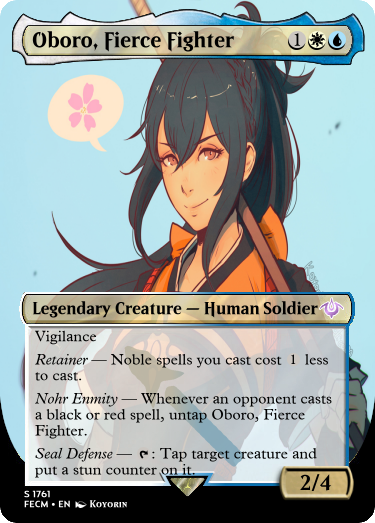 Oboro, Fierce Fighter 1
Legendary Creature — Human Soldier
Vigilance
Retainer — Noble spells you cast cost 1 less
to cast.
Nohr Enmity — Whenever an opponent casts
a black or red spell, untap Oboro, Fierce
Fighter.
Seal Defense — : Tap target creature and
put a stun counter on it.
2/4
S 1761
FECM • EN Koyorin